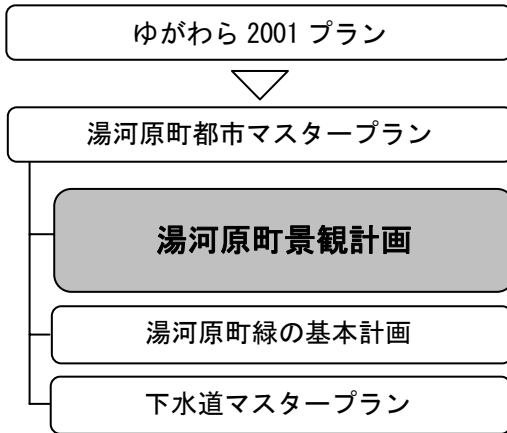 ゆがわら 2001 プラン
湯河原町都市マスタープラン
湯河原町景観計画
湯河原町緑の基本計画
下水道マスタープラン